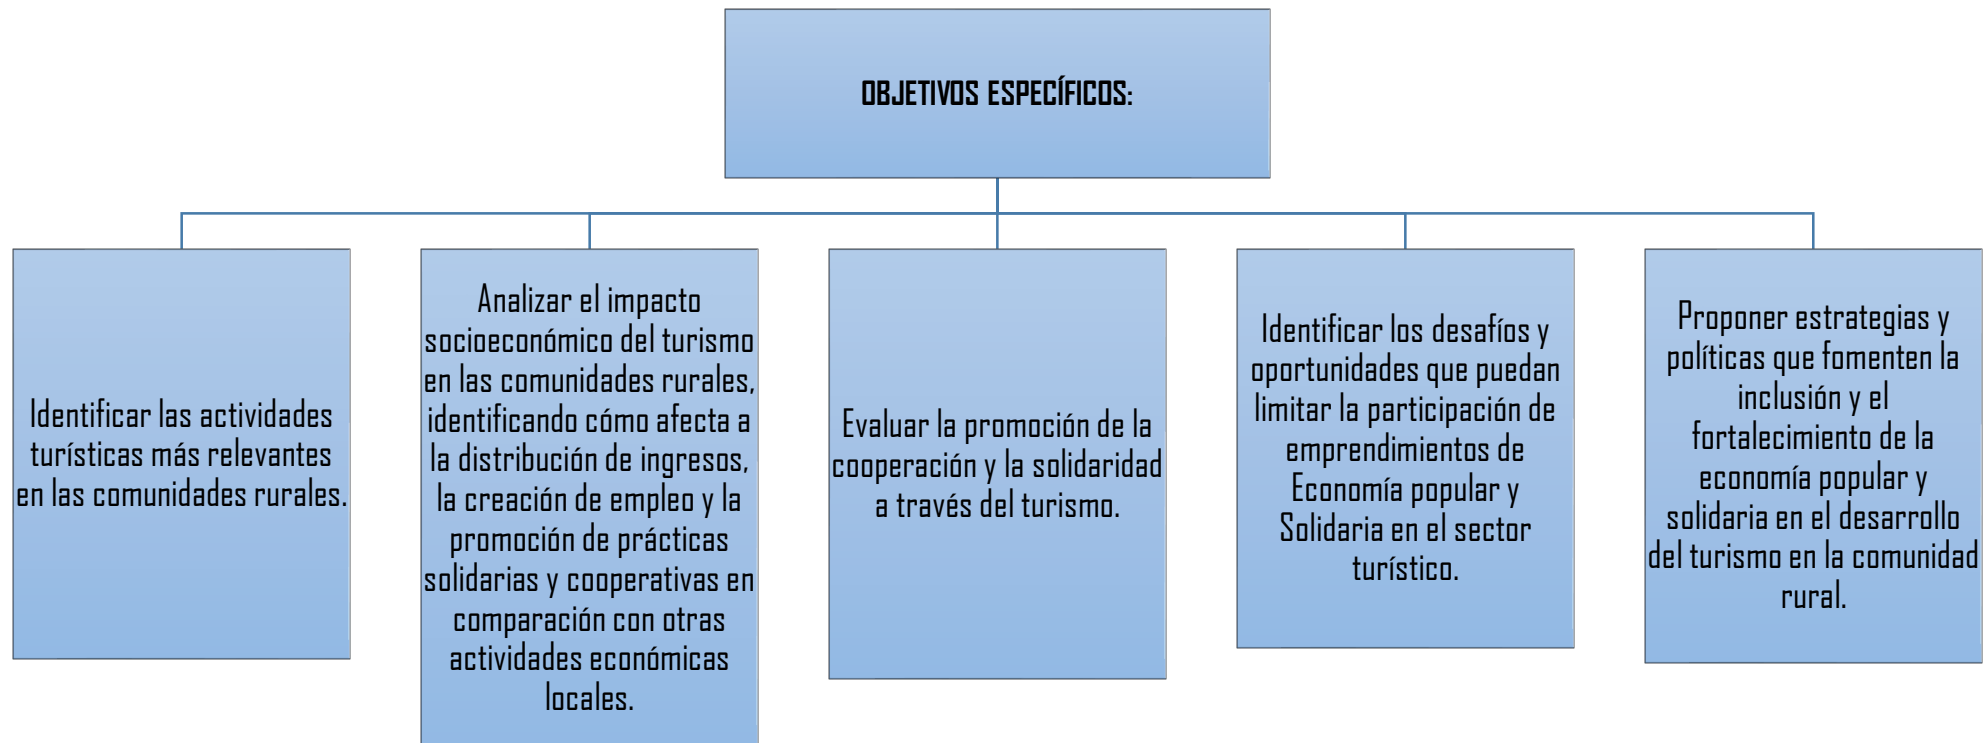 OBJETIVOS ESPECÍFICOS:
Identificar las actividades
turísticas más relevantes
en las comunidades rurales.
Analizar el impacto
socioeconómico del turismo
en las comunidades rurales,
identificando cómo afecta a
la distribución de ingresos,
la creación de empleo y la
promoción de prácticas
solidarias y cooperativas en
comparación con otras
actividades económicas
locales.
Evaluar la promoción de la
cooperación y la solidaridad
a través del turismo.
Identificar los desafíos y
oportunidades que puedan
limitar la participación de
emprendimientos de
Economía popular y
Solidaria en el sector
turístico.
Proponer estrategias y
políticas que fomenten la
inclusión y el
fortalecimiento de la
economía popular y
solidaria en el desarrollo
del turismo en la comunidad
rural.